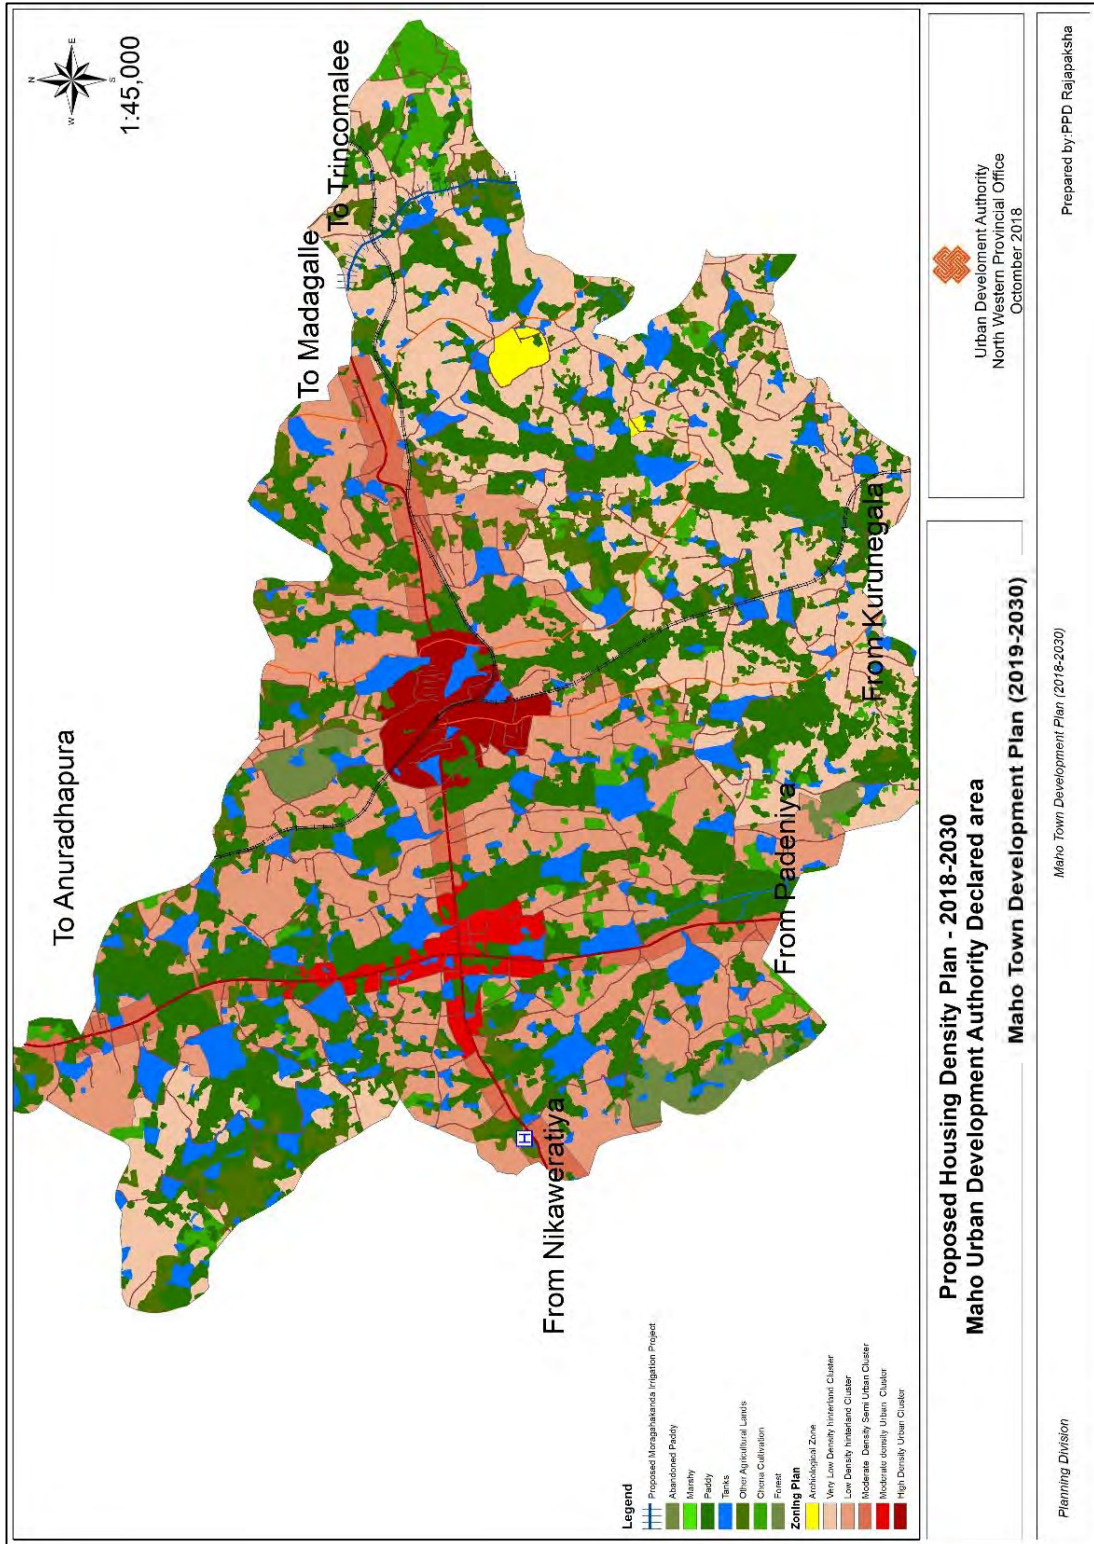 N
E
S
W
1:45,000
To Anuradhapura
To Madagalle
To Trincomalee
From Nikaweratiya
From Padeniya
From Kurunegala
H
Legend
Proposed Moragahakanda Irrigation Project
Abandoned Paddy
Marshy
Paddy
Tanks
Other Agricultural Lands
Chena Cultivation
Forest
Zoning Plan
Archiological Zone
Very Low Density hinterland Cluster
Low Density hinterland Cluster
Moderate Density Semi Urban Cluster
Moderate density Urban Cluster
High Density Urban Cluster
Proposed Housing Density Plan - 2018-2030
Maho Urban Development Authority Declared area
Maho Town Development Plan (2019-2030)
Urban Develoment Authority
North Western Provincial Office
Octomber 2018
Planning Division
Maho Town Development Plan (2018-2030)
Prepared by:PPD Rajapaksha